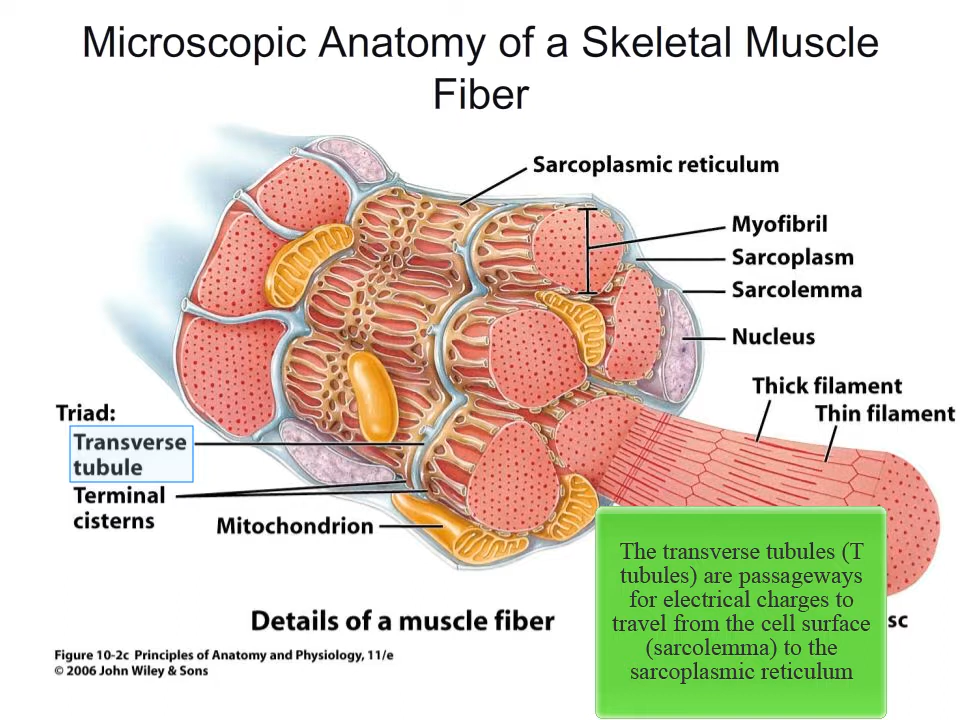 Microscopic Anatomy of a Skeletal Muscle
Fiber
Sarcoplasmic reticulum
Myofibril
Sarcoplasm
Sarcolemma
Nucleus
Thick filament
Thin filament
Triad:
Transverse
tubule
Terminal
cisterns
Mitochondrion
The transverse tubules (T
tubules) are passageways
for electrical charges to
travel from the cell surface
(sarcolemma) to the
sarcoplasmic reticulum
sc
Details of a muscle fiber
Figure 10-2c Principles of Anatomy and Physiology, 11/e
© 2006 John Wiley & Sons